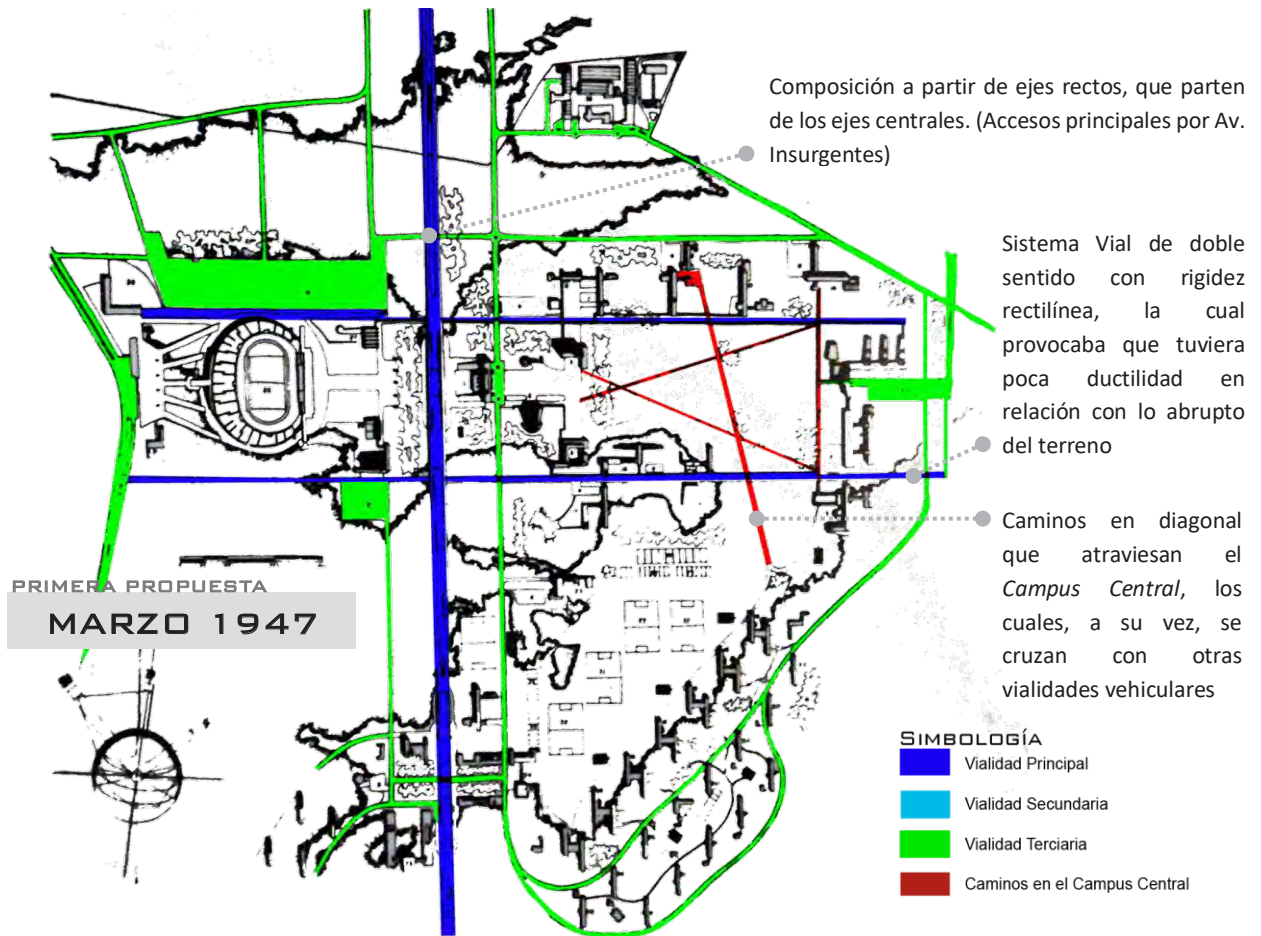 Composición a partir de ejes rectos, que parten
de los ejes centrales. (Accesos principales por Av.
Insurgentes)
Sistema Vial de doble
sentido con rigidez
rectilínea, la cual
provocaba que tuviera
poca ductilidad en
relación con lo abrupto
del terreno
Caminos en diagonal
que atraviesan el
Campus Central, los
cuales, a su vez, se
cruzan con otras
vialidades vehiculares
PRIMERA PROPUESTA
MARZO 1947
SIMBOLOGÍA
Vialidad Principal
Vialidad Secundaria
Vialidad Terciaria
Caminos en el Campus Central